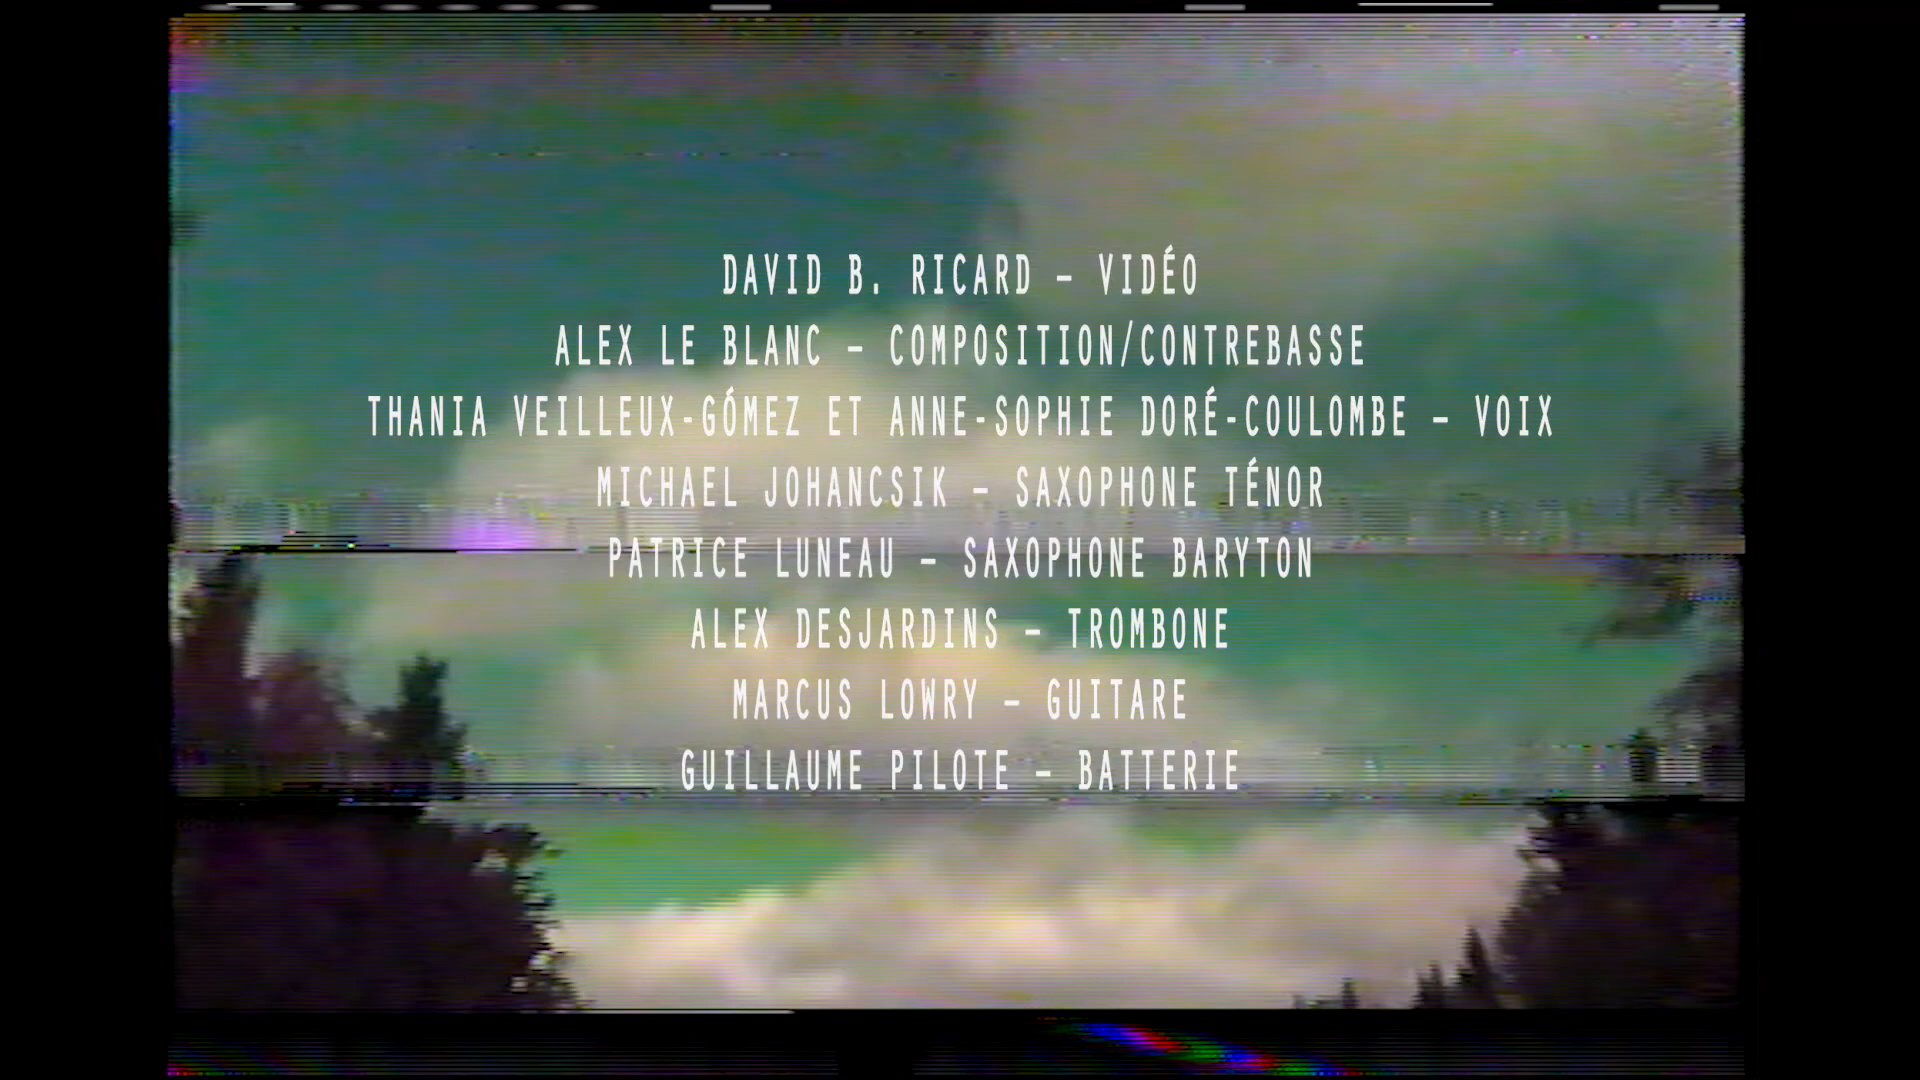 DAVID B. RICARD – VIDÉO
ALEX LE BLANC – COMPOSITION/CONTREBASSE
THANIA VEILLEUX-GÓMEZ ET ANNE-SOPHIE DORÉ-COULOMBE – VOIX
MICHAEL JOHANCSIK – SAXOPHONE TÉNOR
PATRICE LUNEAU – SAXOPHONE BARYTON
ALEX DESJARDINS – TROMBONE
MARCUS LOWRY – GUITARE
GUILLAUME PILOTE – BATTERIE